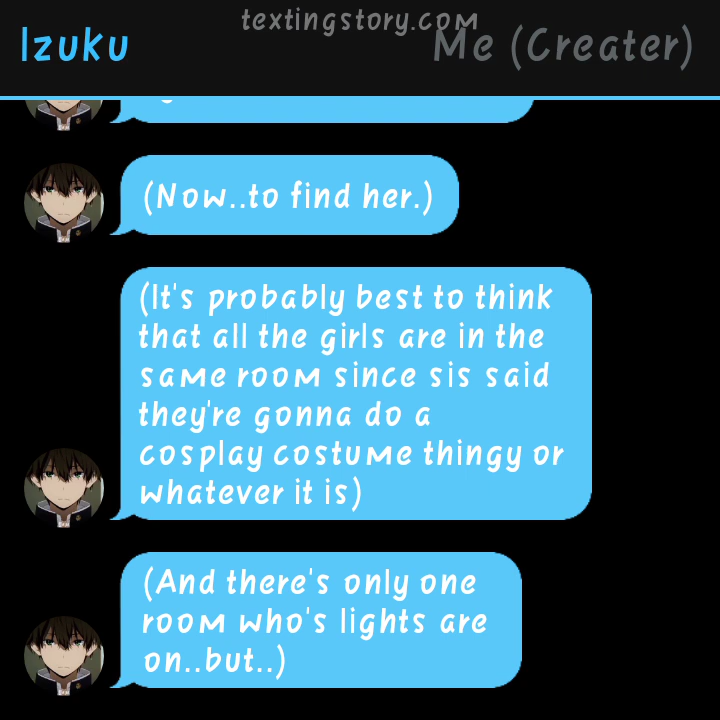 textingstory.com
Izuku
Me (Creater)
(Now..to find her.)
(It's probably best to think
that all the girls are in the
same room since sis said
they're gonna do a
cosplay costume thingy or
whatever it is)
(And there's only one
room who's lights are
on..but..)